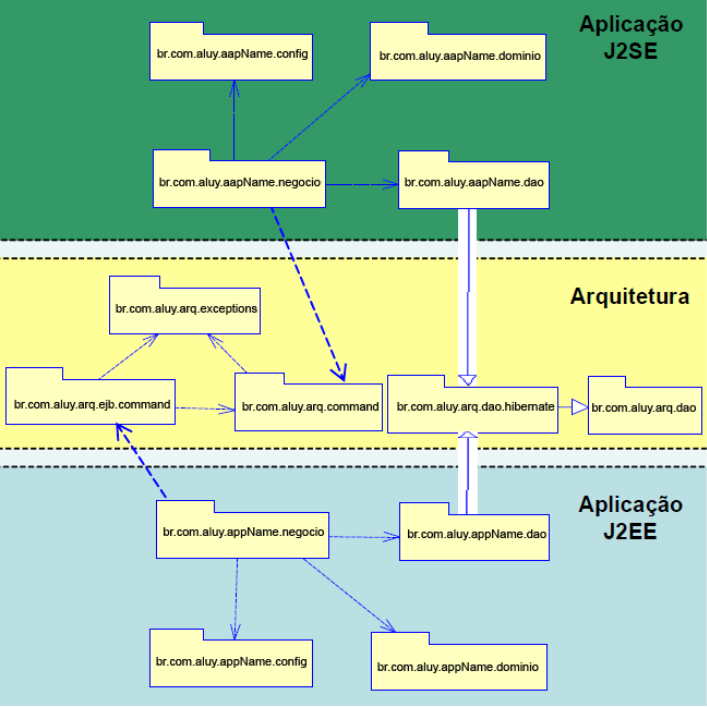 Aplicação
J2SE
br.com.aluy.aapName.config
br.com.aluy.aapName.dominio
br.com.aluy.aapName.negocio
br.com.aluy.aapName.dao
Arquitetura
br.com.aluy.arq.exceptions
br.com.aluy.arq.ejb.command
br.com.aluy.arq.command
br.com.aluy.arq.dao.hibernate
br.com.aluy.arq.dao
Aplicação
J2EE
br.com.aluy.appName.negocio
br.com.aluy.appName.dao
br.com.aluy.appName.config
br.com.aluy.appName.dominio